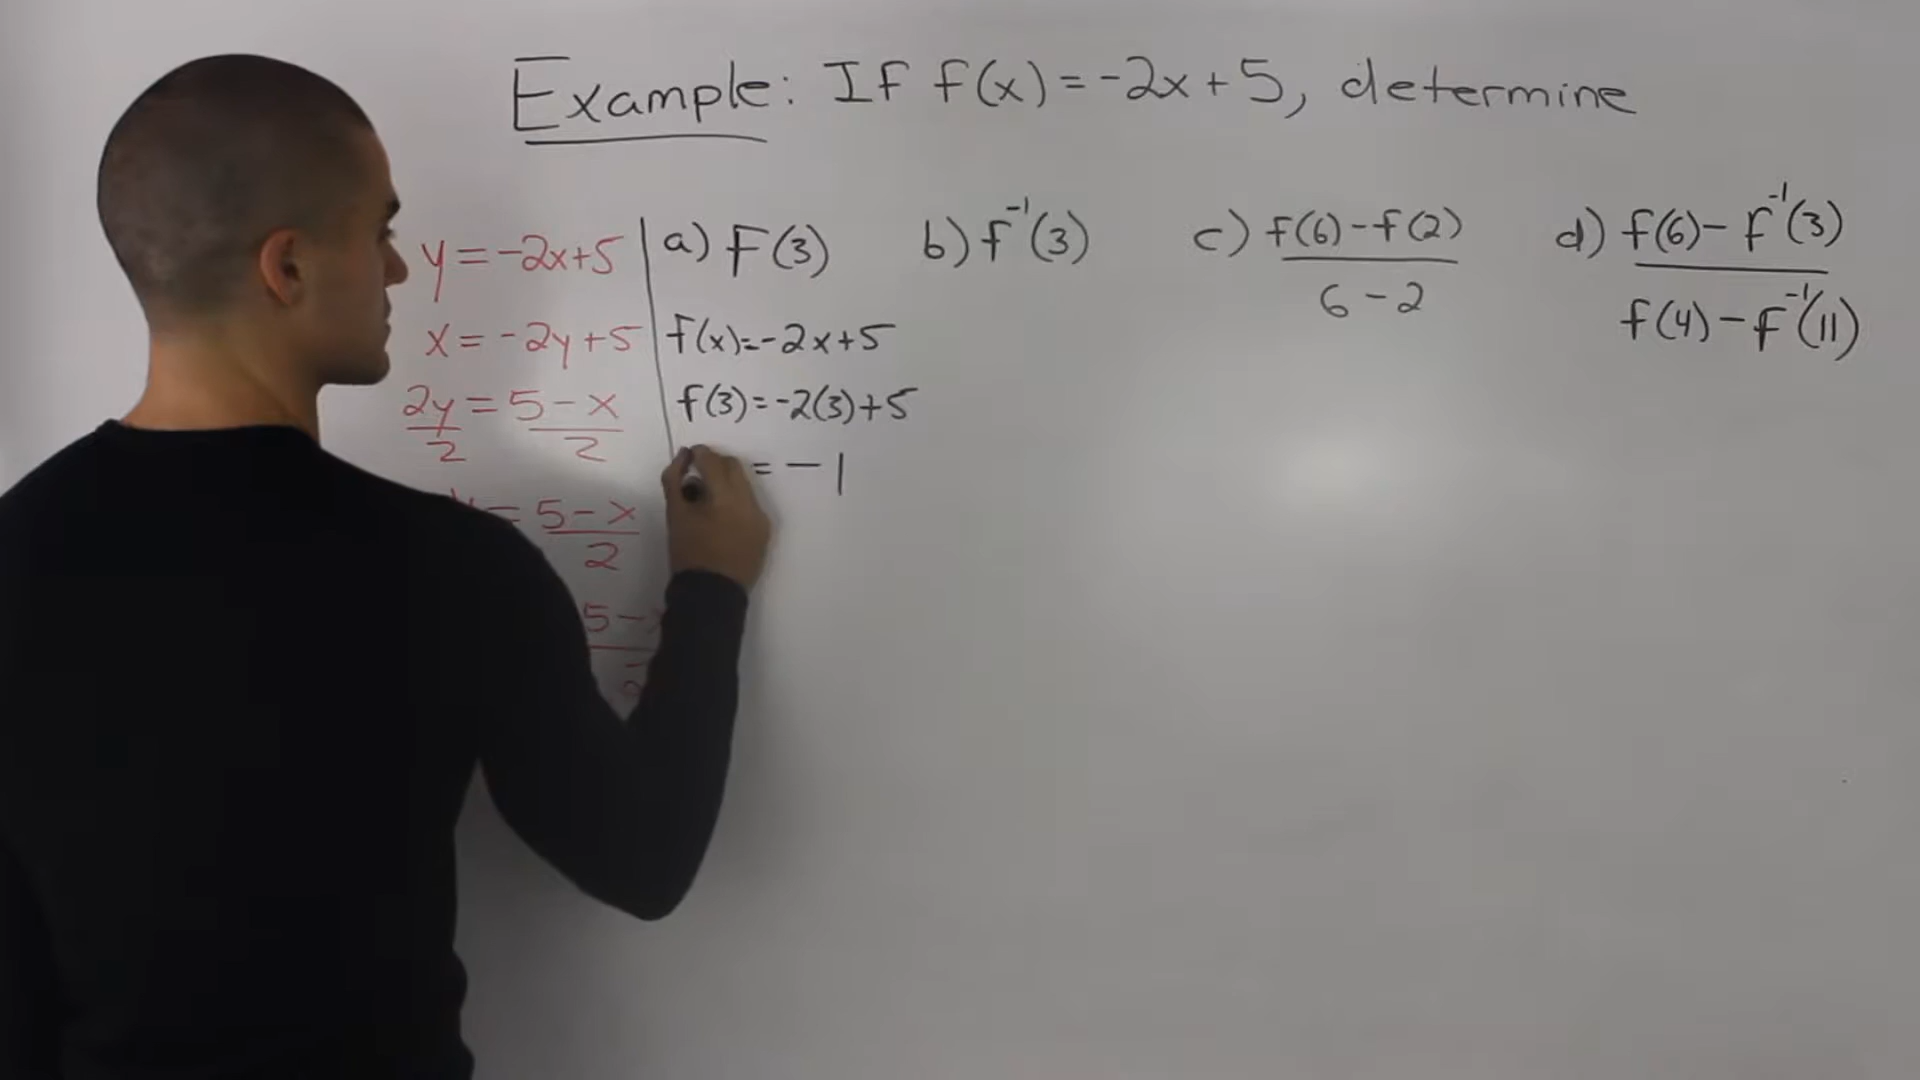 Example: If f(x) = -2x + 5, determine
a) F(3)
b) f⁻¹(3)
c) f(6) - f(2)
6 - 2
d) f(6) - f⁻¹(3)
f(4) - f⁻¹(11)
y = -2x + 5
x = -2y + 5
2y = 5 - x
2 2
= 5 - x
2
5 -
f(x) = -2x + 5
f(3) = -2(3) + 5
= -1